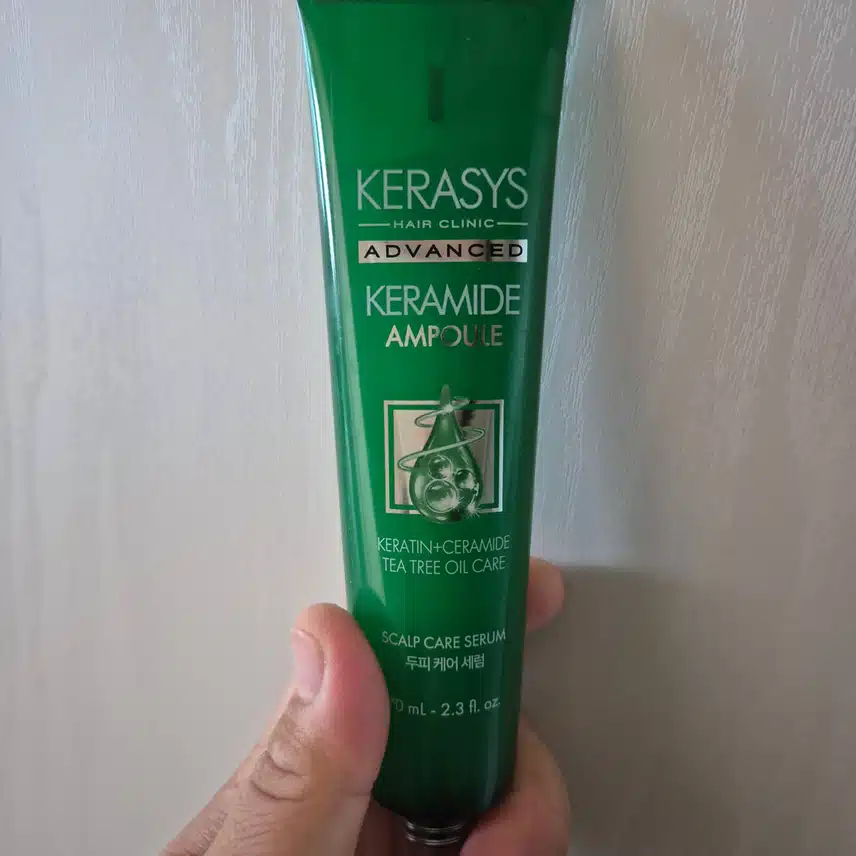 KERASYS
HAIR CLINIC
ADVANCED
KERAMIDE
AMPOULE
KERATIN+CERAMIDE
TEA TREE OIL CARE
SCALP CARE SERUM
두피 케어 세럼
mL - 2.3 fl. oz.